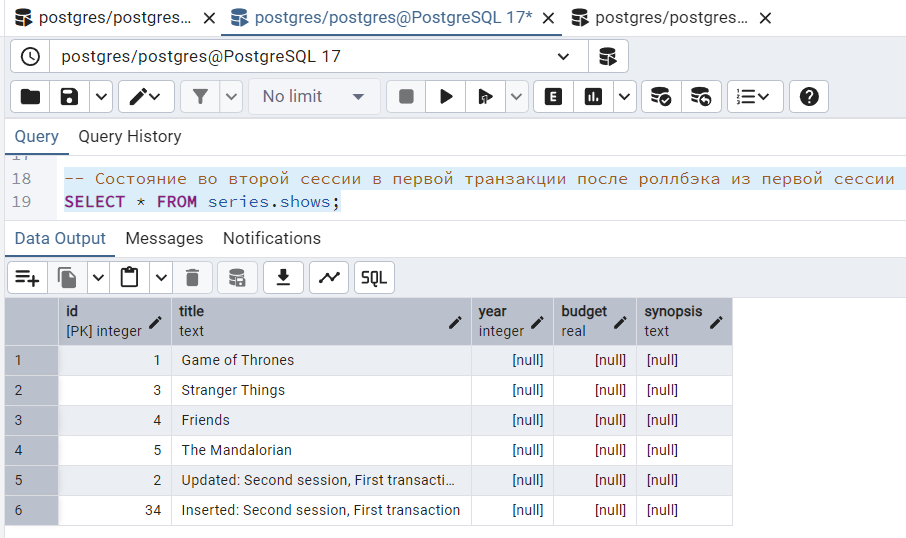 postgres/postgres... postgres/postgres@PostgreSQL 17* postgres/postgres...
postgres/postgres@PostgreSQL 17
No limit E
Query Query History
17
18 -- Состояние во второй сессии в первой транзакции после роллбэка из первой сессии
19 SELECT * FROM series.shows;
Data Output Messages Notifications
SQL
id title year budget synopsis
[PK] integer text integer real text
1 1 Game of Thrones [null] [null] [null]
2 3 Stranger Things [null] [null] [null]
3 4 Friends [null] [null] [null]
4 5 The Mandalorian [null] [null] [null]
5 2 Updated: Second session, First transacti... [null] [null] [null]
6 34 Inserted: Second session, First transaction [null] [null] [null]